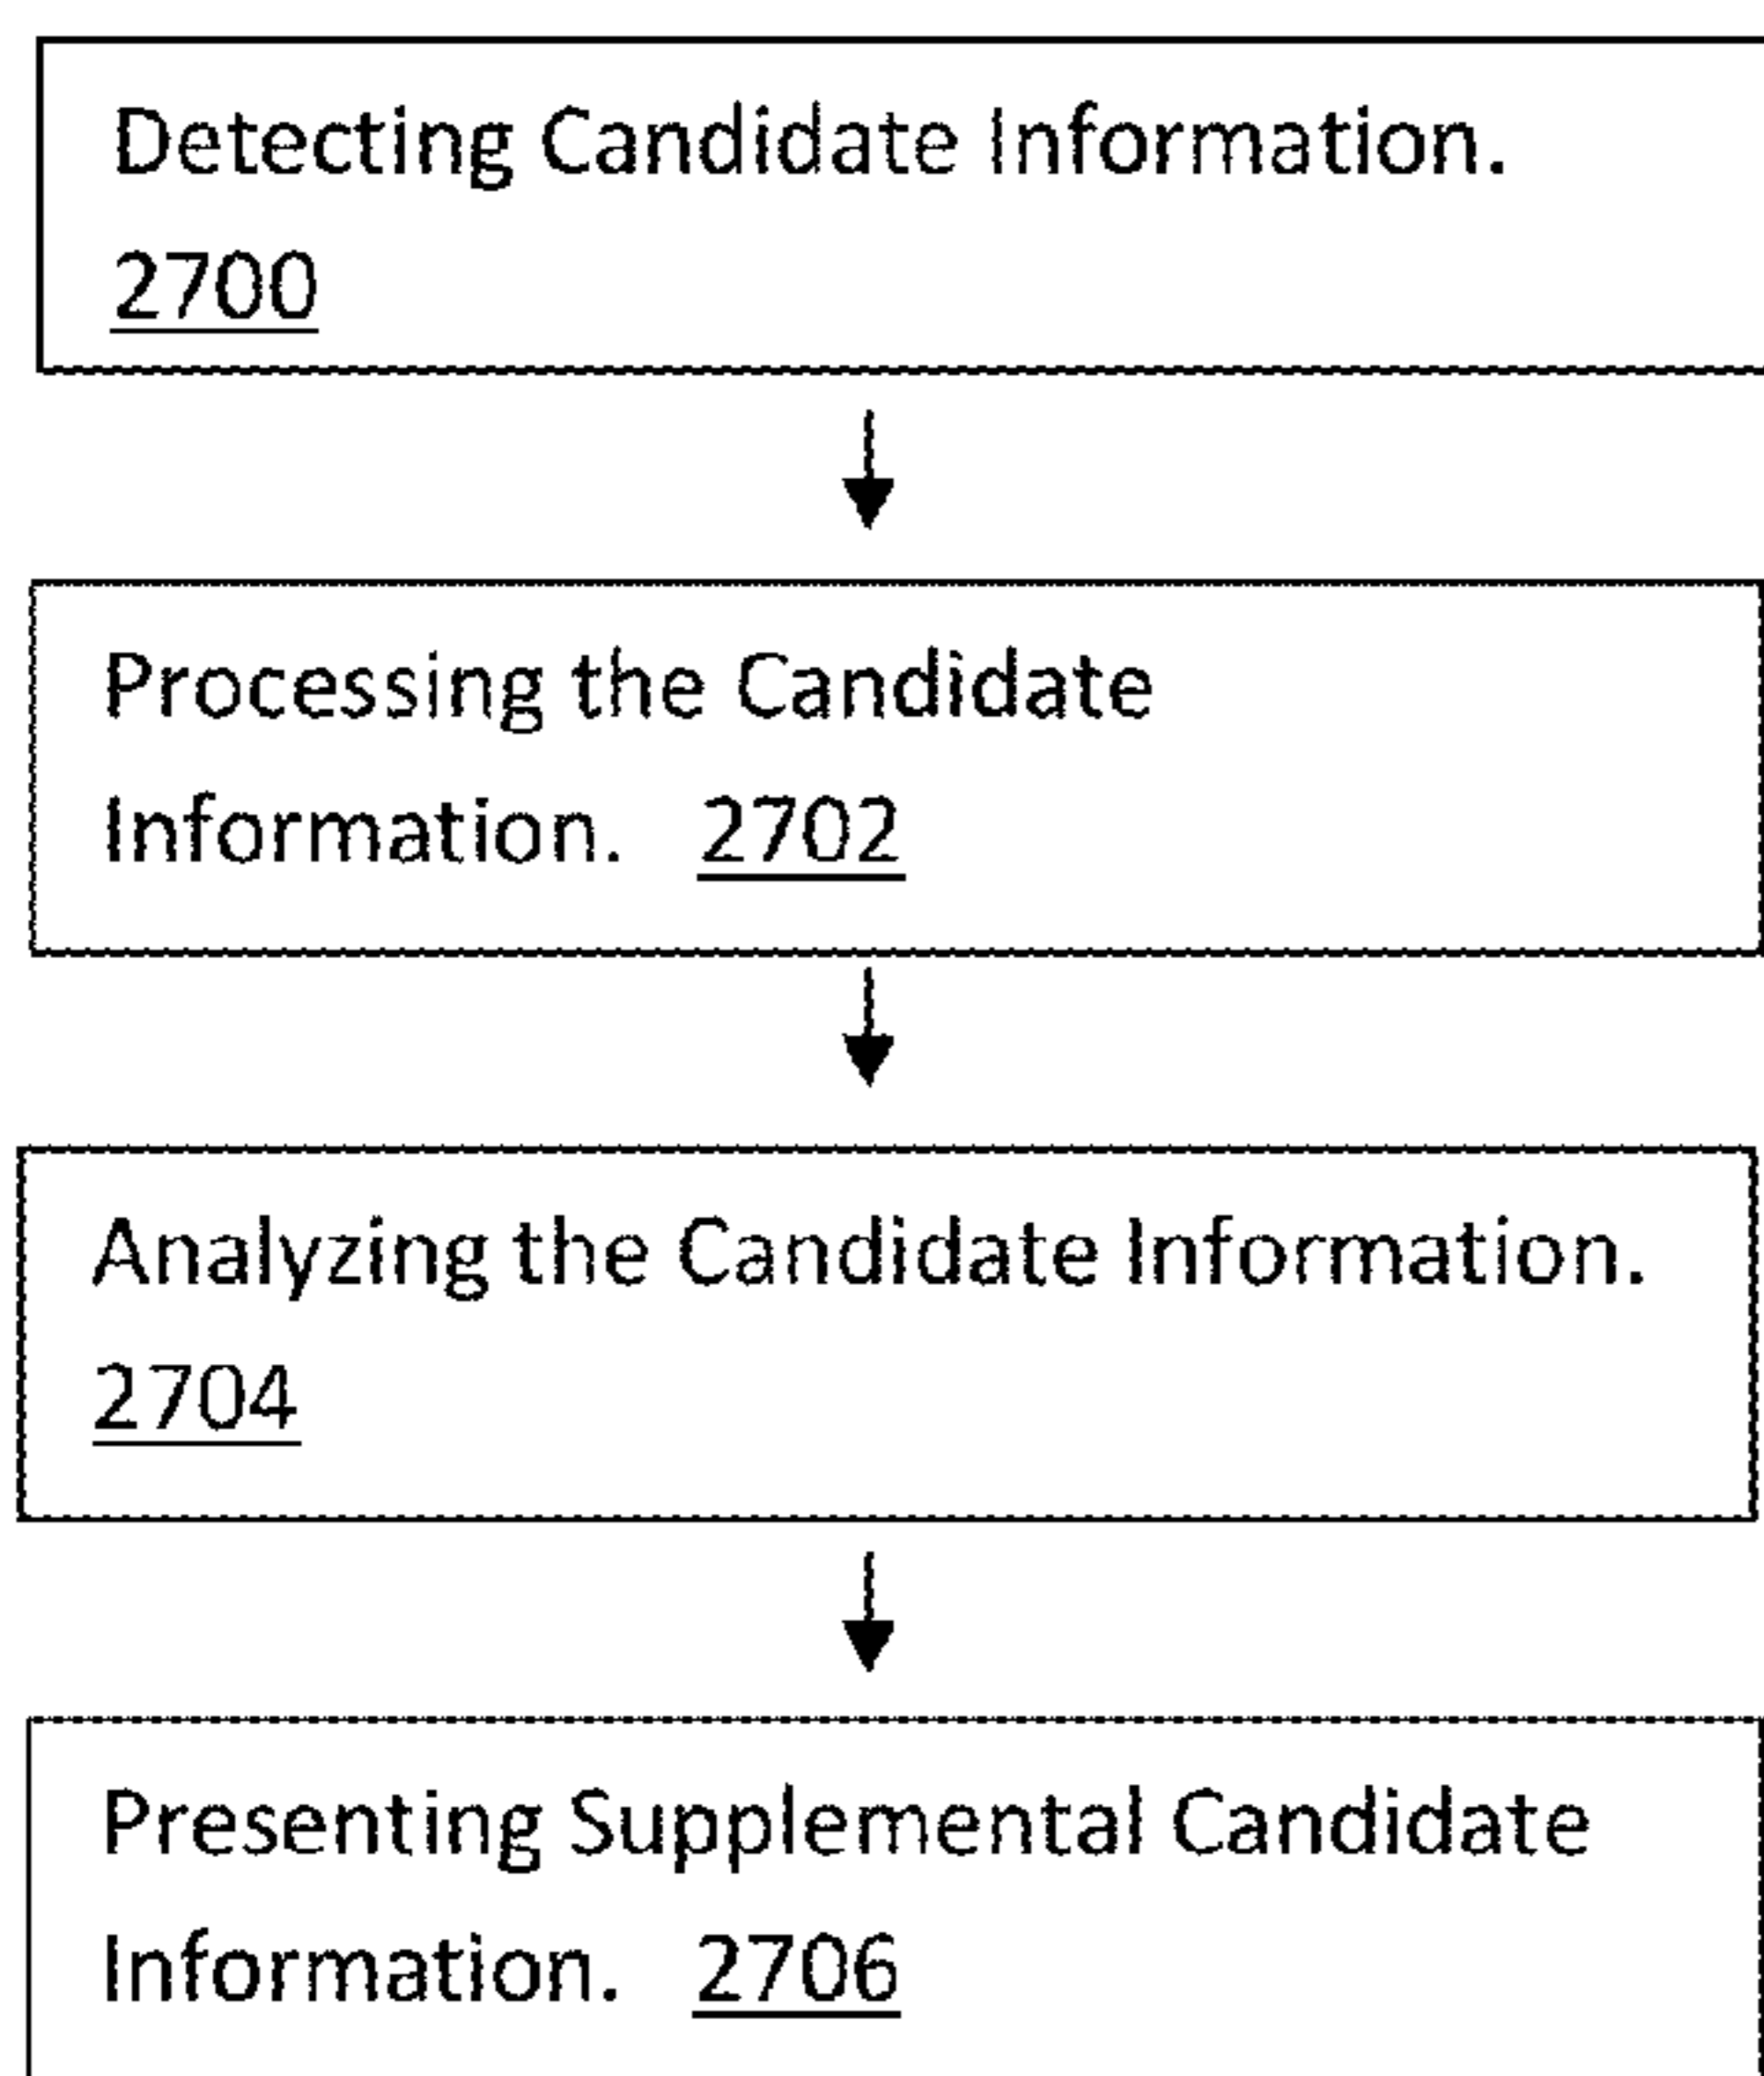 Detecting Candidate Information.
2700
Processing the Candidate
Information. 2702
Analyzing the Candidate Information.
2704
Presenting Supplemental Candidate
Information. 2706